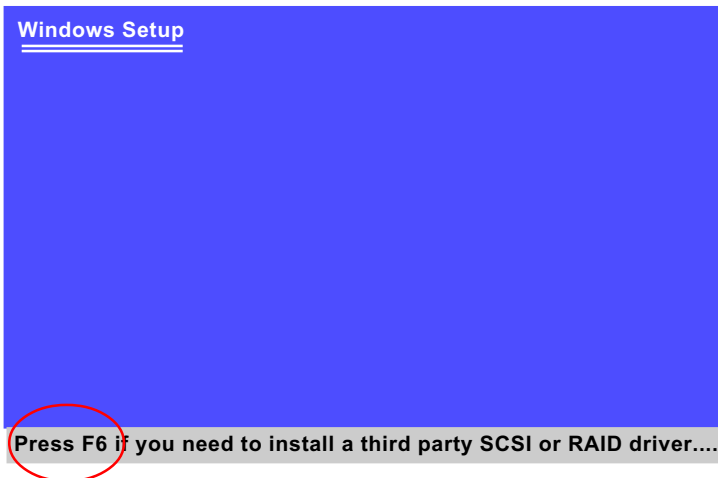 Windows Setup
Press F6 if you need to install a third party SCSI or RAID driver....